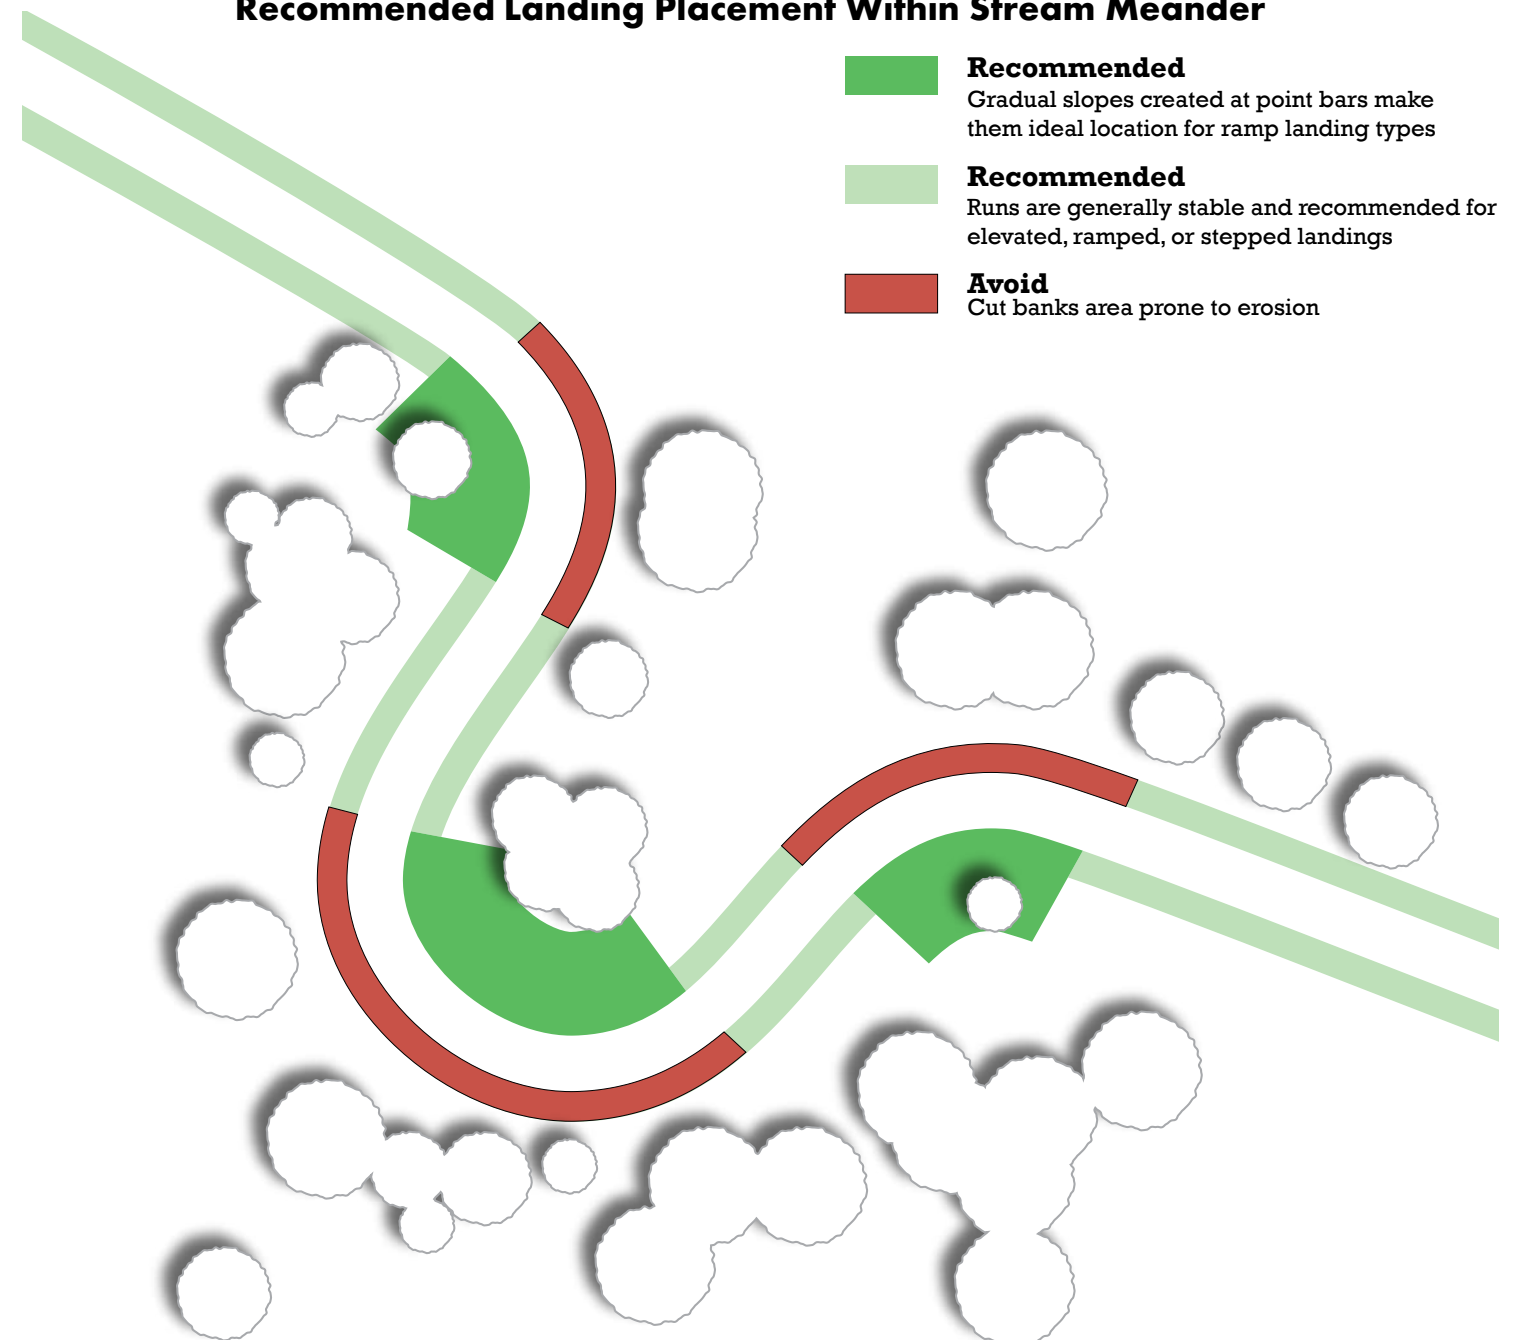 Recommended Landing Placement Within Stream Meander
Recommended
Gradual slopes created at point bars make
them ideal location for ramp landing types
Recommended
Runs are generally stable and recommended for
elevated, ramped, or stepped landings
Avoid
Cut banks area prone to erosion